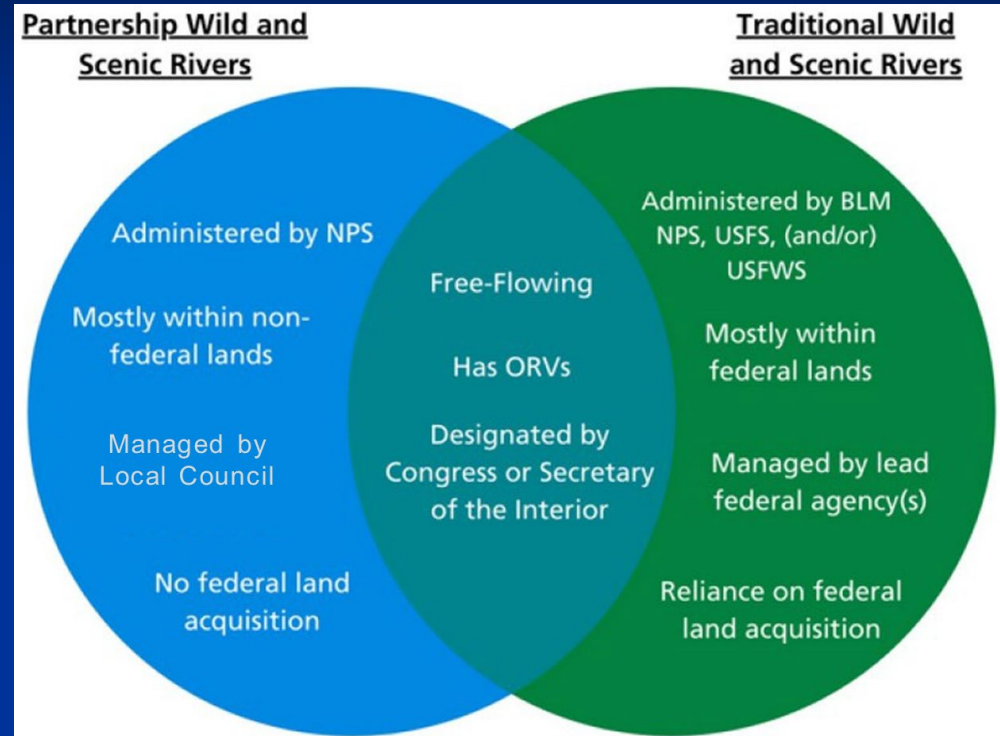 Partnership Wild and
Scenic Rivers
Traditional Wild
and Scenic Rivers
Administered by NPS
Mostly within non-
federal lands
Managed by
Local Council
No federal land
acquisition
Free-Flowing
Has ORVs
Designated by
Congress or Secretary
of the Interior
Administered by BLM
NPS, USFS, (and/or)
USFWS
Mostly within
federal lands
Managed by lead
federal agency(s)
Reliance on federal
land acquisition